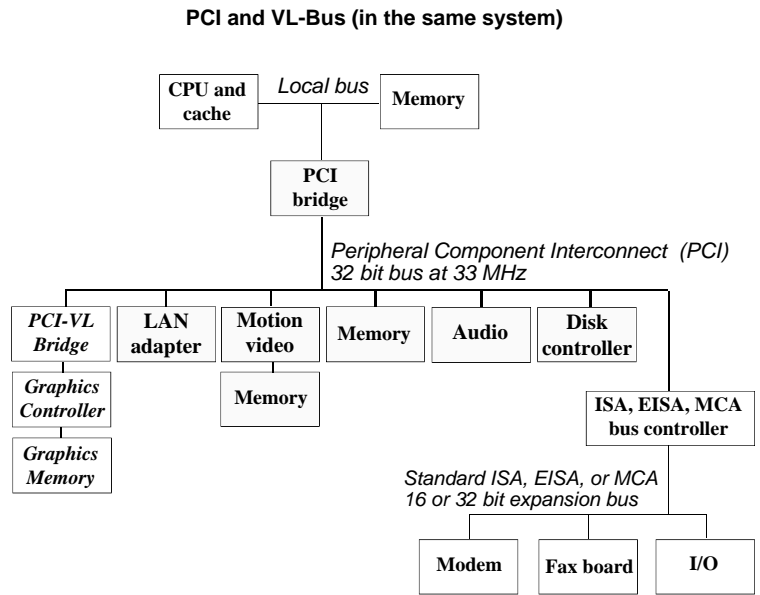 PCI and VL-Bus (in the same system)
CPU and
cache
Local bus
Memory
PCI
bridge
Peripheral Component Interconnect (PCI)
32 bit bus at 33 MHz
PCI-VL
Bridge
LAN
adapter
Motion
video
Memory
Audio
Disk
controller
Graphics
Controller
Memory
ISA, EISA, MCA
bus controller
Graphics
Memory
Standard ISA, EISA, or MCA
16 or 32 bit expansion bus
Modem
Fax board
I/O